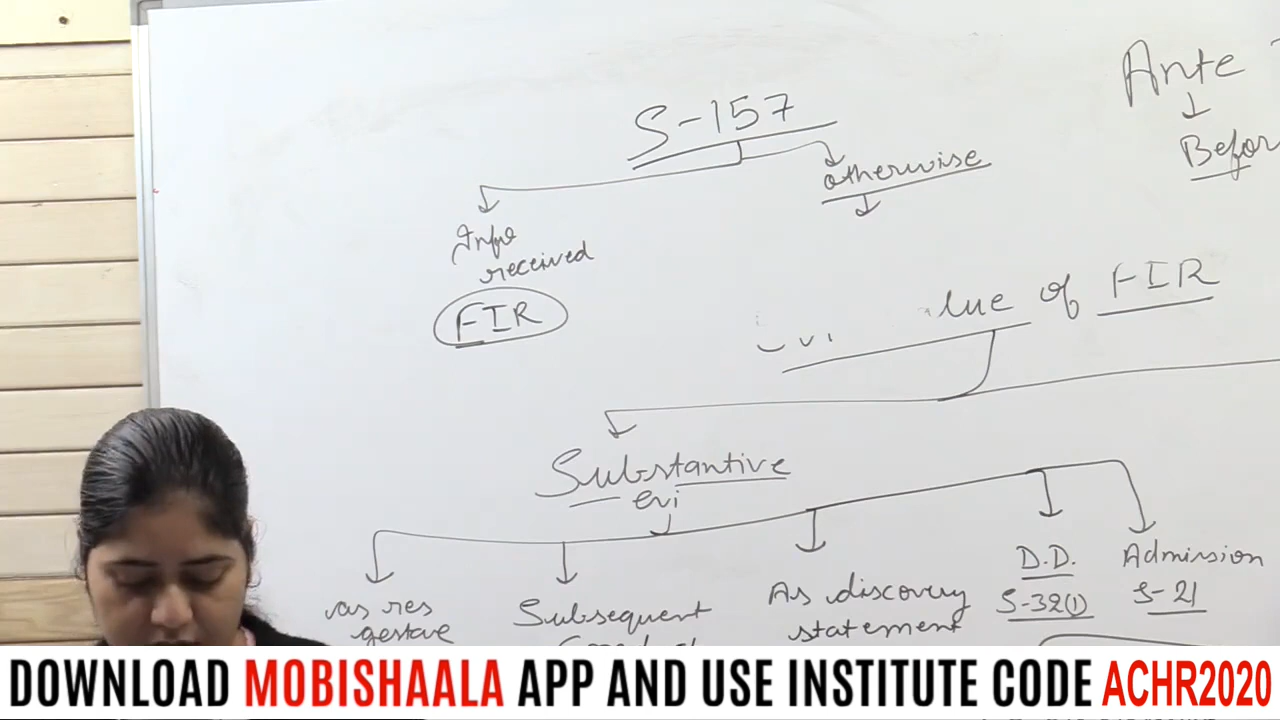 S-157
Ante
↓
Befor
otherwise
Info
received
FIR
lue of FIR
Substantive
evi
as res
gestae
Subsequent
As discovery
statement
D.D.
S-32(1)
Admission
S-21
DOWNLOAD MOBISHAALA APP AND USE INSTITUTE CODE ACHR2020